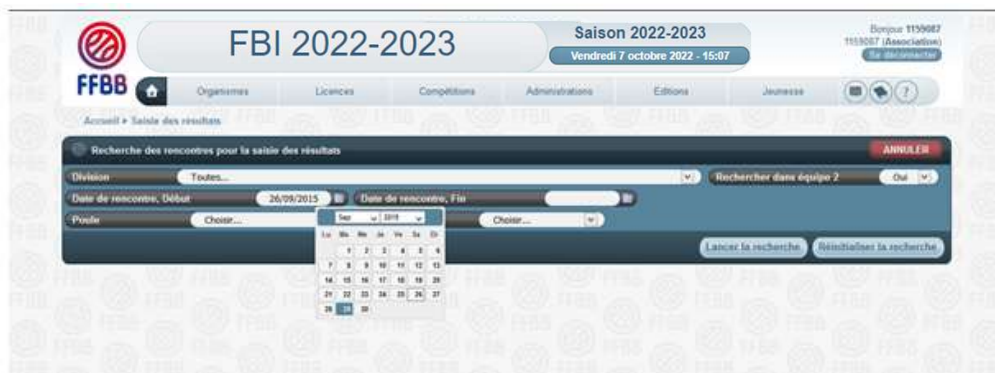 FBI 2022-2023
Saison 2022-2023
Vendredi 7 octobre 2022 - 15:07
Bonjour 1159087
1159087 (Association)
Se déconnecter
FFBB
Organismes Licences Compétitions Administrations Editions Jeunesse ?
Accueil Saisie des résultats
Recherche des rencontres pour la saisie des résultats ANNULER
Division Toutes... Rechercher dans équipe 2 Oui
Date de rencontre, Début 26/09/2015 Date de rencontre, Fin
Poule Choisir... Choisir...
Sep 2015
Lu Ma Me Je Ve Sa Di
1 2 3 4 5 6
7 8 9 10 11 12 13
14 15 16 17 18 19 20
21 22 23 24 25 26 27
28 29 30
Lancer la recherche Réinitialiser la recherche